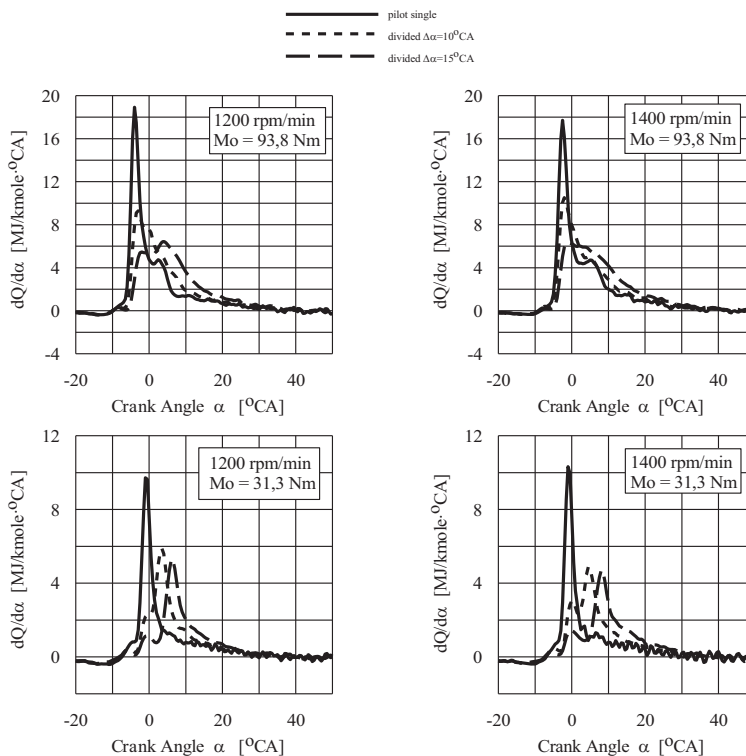 pilot single
divided Δα=10°CA
divided Δα=15°CA
20
16
12
8
4
0
-4
dQ/dα [MJ/kmole·°CA]
1200 rpm/min
Mo = 93,8 Nm
-20 0 20 40
Crank Angle α [°CA]
20
16
12
8
4
0
-4
dQ/dα [MJ/kmole·°CA]
1400 rpm/min
Mo = 93,8 Nm
-20 0 20 40
Crank Angle α [°CA]
12
8
4
0
dQ/dα [MJ/kmole·°CA]
1200 rpm/min
Mo = 31,3 Nm
-20 0 20 40
Crank Angle α [°CA]
12
8
4
0
dQ/dα [MJ/kmole·°CA]
1400 rpm/min
Mo = 31,3 Nm
-20 0 20 40
Crank Angle α [°CA]